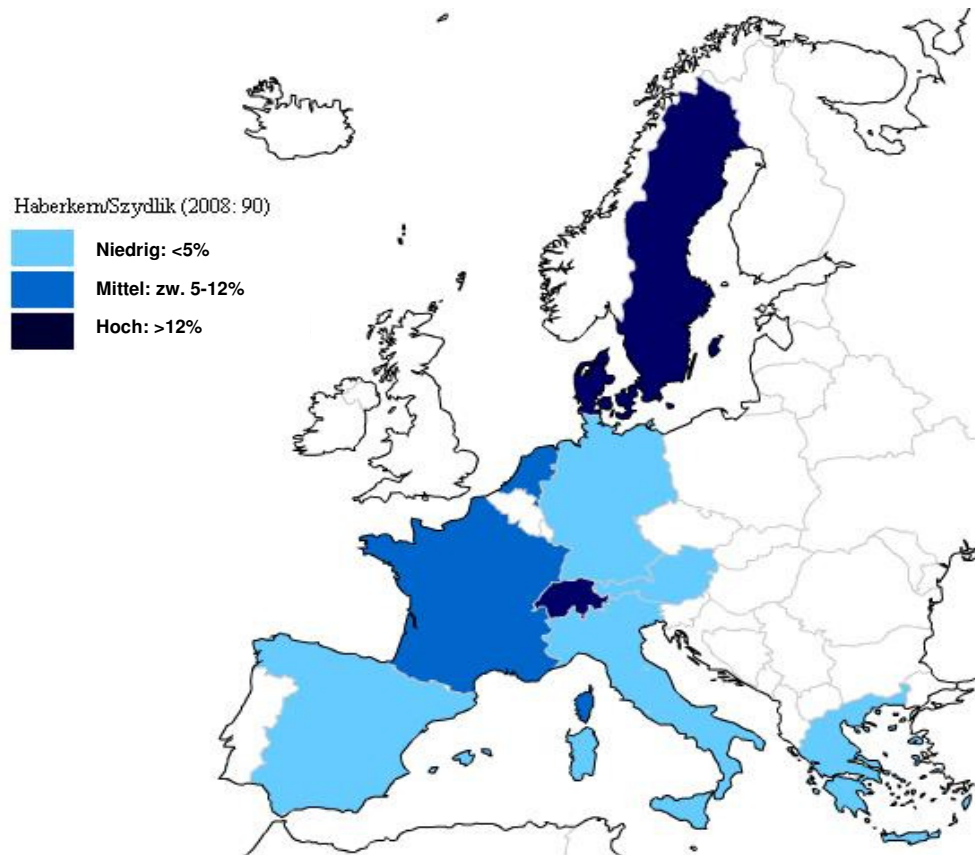 Haberkern/Szydlik (2008: 90)
Niedrig: <5%
Mittel: zw. 5-12%
Hoch: >12%